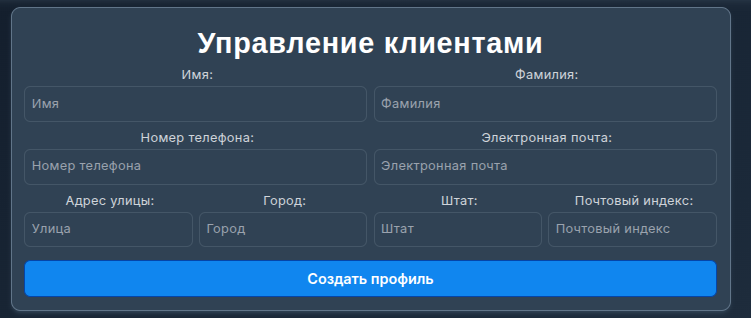 Управление клиентами
Имя: Фамилия:
Имя Фамилия
Номер телефона: Электронная почта:
Номер телефона Электронная почта
Адрес улицы: Город: Штат: Почтовый индекс:
Улица Город Штат Почтовый индекс
Создать профиль